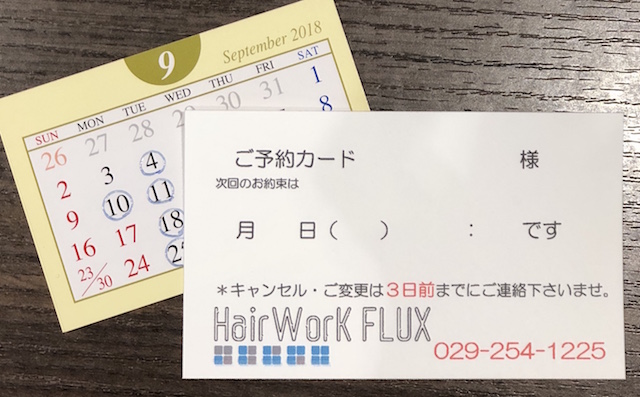 9
September 2018
SUN MON TUE WED THU FRI SAT
26 27 28 30 31 1
2 3 4 8
9 10 11
16 17 18
23/30 24
ご予約カード 様
次回のお約束は
月 日( ) : です
*キャンセル・ご変更は3日前までにご連絡下さいませ。
HairWorK FLUX
029-254-1225